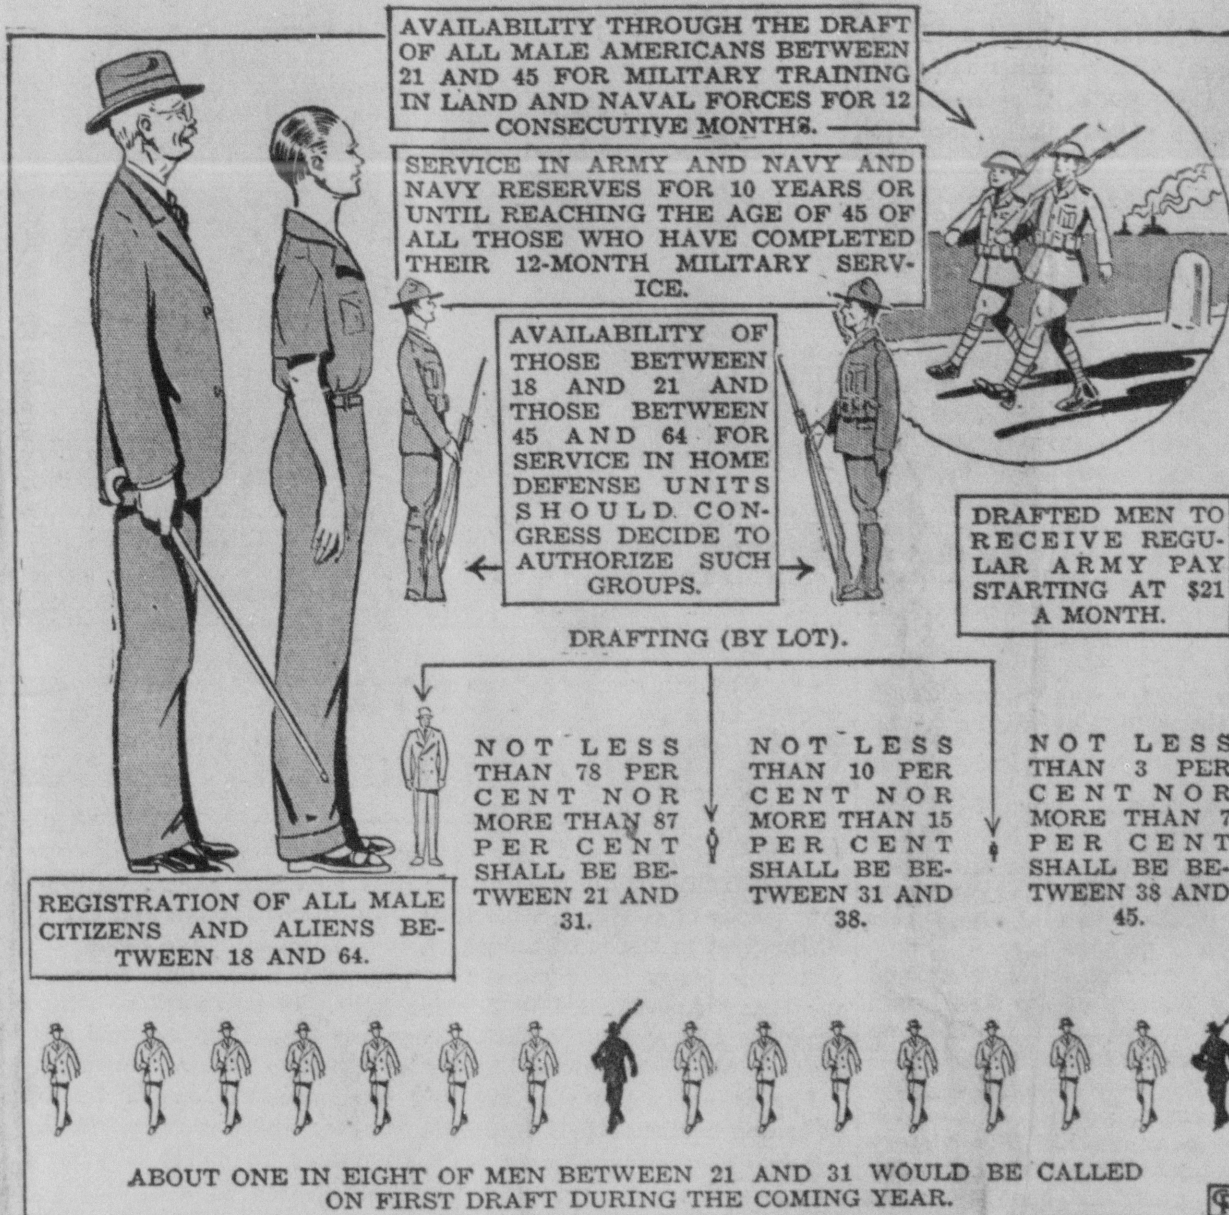 AVAILABILITY THROUGH THE DRAFT
OF ALL MALE AMERICANS BETWEEN
21 AND 45 FOR MILITARY TRAINING
IN LAND AND NAVAL FORCES FOR 12
CONSECUTIVE MONTHS.
SERVICE IN ARMY AND NAVY AND
NAVY RESERVES FOR 10 YEARS OR
UNTIL REACHING THE AGE OF 45 OF
ALL THOSE WHO HAVE COMPLETED
THEIR 12-MONTH MILITARY SERV-
ICE.
AVAILABILITY OF
THOSE BETWEEN
18 AND 21 AND
THOSE BETWEEN
45 AND 64 FOR
SERVICE IN HOME
DEFENSE UNITS
SHOULD CON-
GRESS DECIDE TO
AUTHORIZE SUCH
GROUPS.
DRAFTED MEN TO
RECEIVE REGU-
LAR ARMY PAY
STARTING AT $21
A MONTH.
DRAFTING (BY LOT).
NOT LESS
THAN 78 PER
CENT NOR
MORE THAN 87
PER CENT
SHALL BE BE-
TWEEN 21 AND
31.
NOT LESS
THAN 10 PER
CENT NOR
MORE THAN 15
PER CENT
SHALL BE BE-
TWEEN 31 AND
38.
NOT LESS
THAN 3 PER
CENT NOR
MORE THAN 7
PER CENT
SHALL BE BE-
TWEEN 38 AND
45.
REGISTRATION OF ALL MALE
CITIZENS AND ALIENS BE-
TWEEN 18 AND 64.
ABOUT ONE IN EIGHT OF MEN BETWEEN 21 AND 31 WOULD BE CALLED
ON FIRST DRAFT DURING THE COMING YEAR.